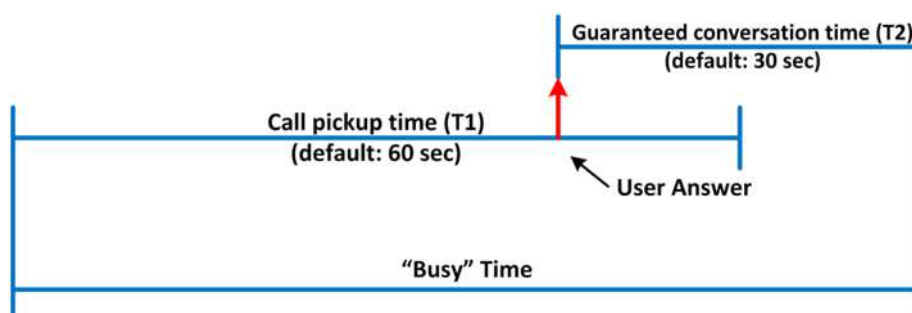 Guaranteed conversation time (T2)
(default: 30 sec)
Call pickup time (T1)
(default: 60 sec)
User Answer
“Busy” Time